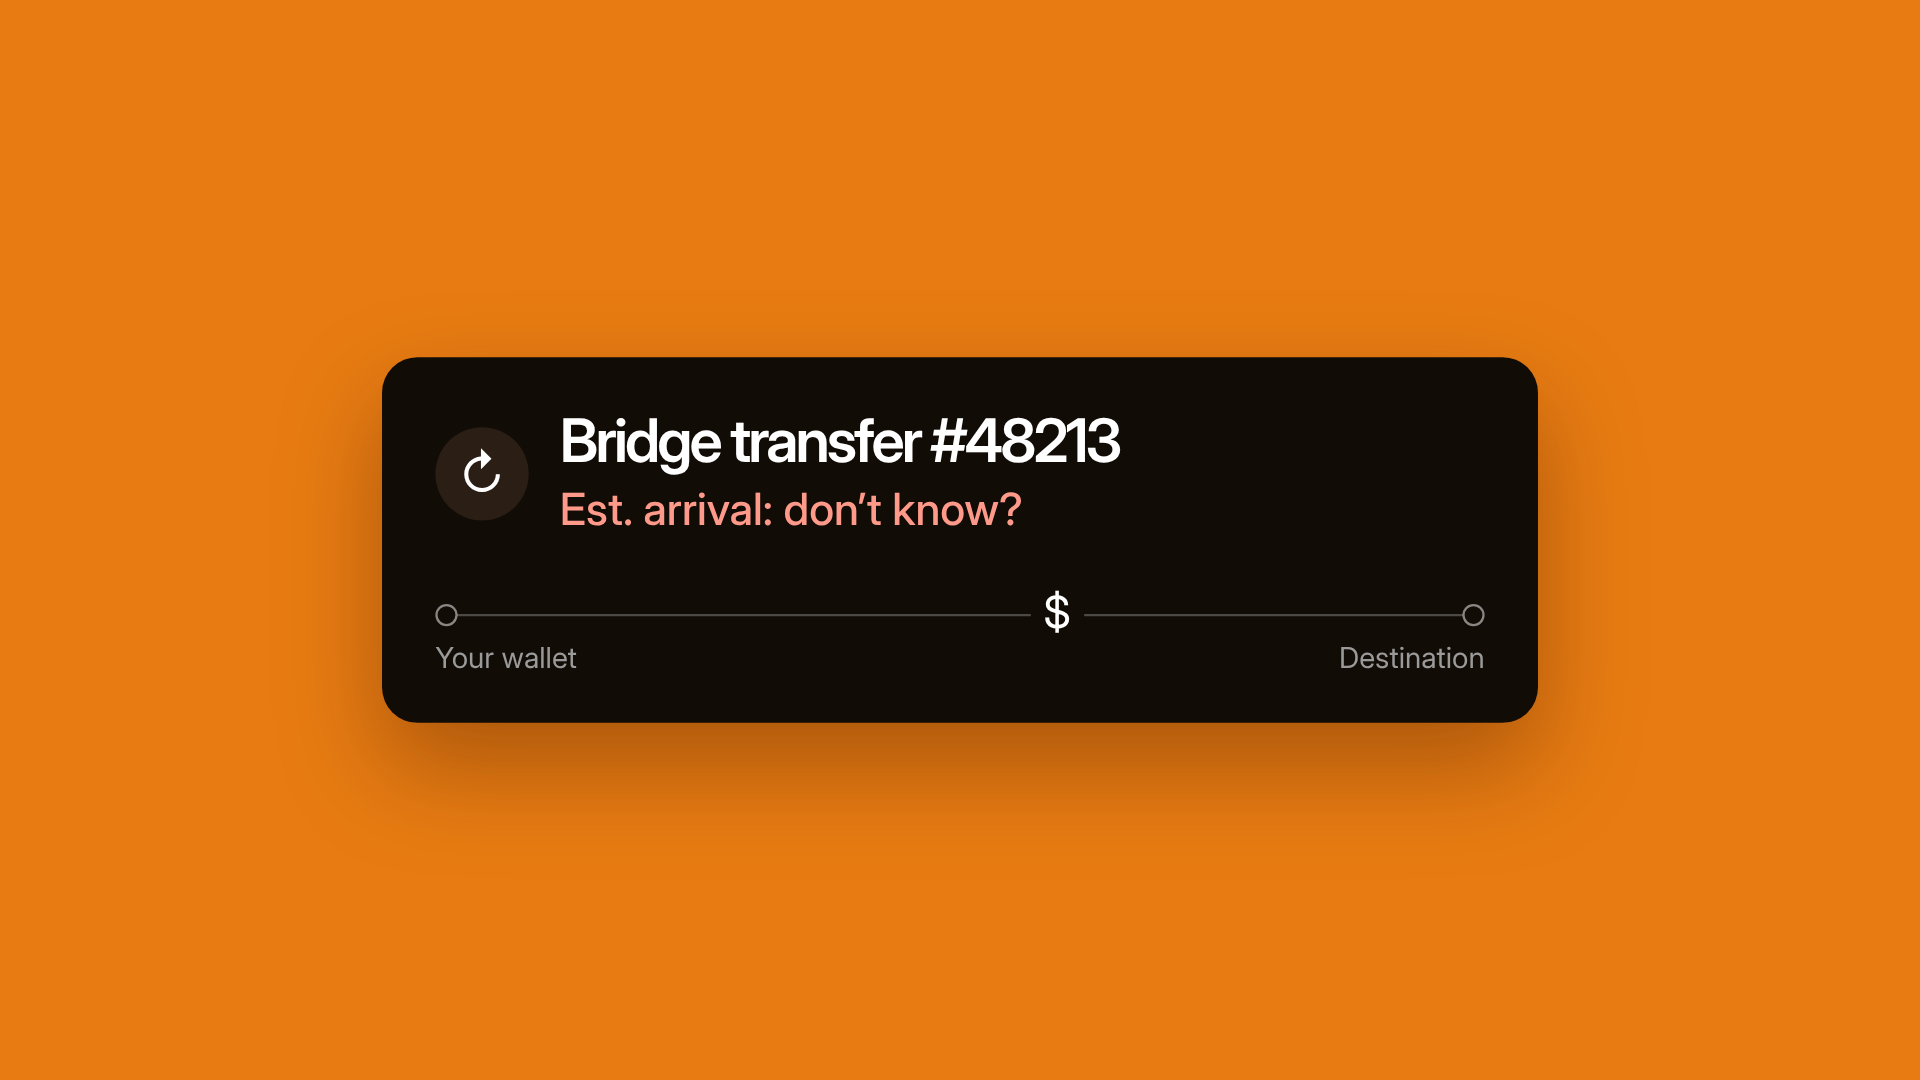 Bridge transfer #48213
Est. arrival: don’t know?
$
Your wallet
Destination